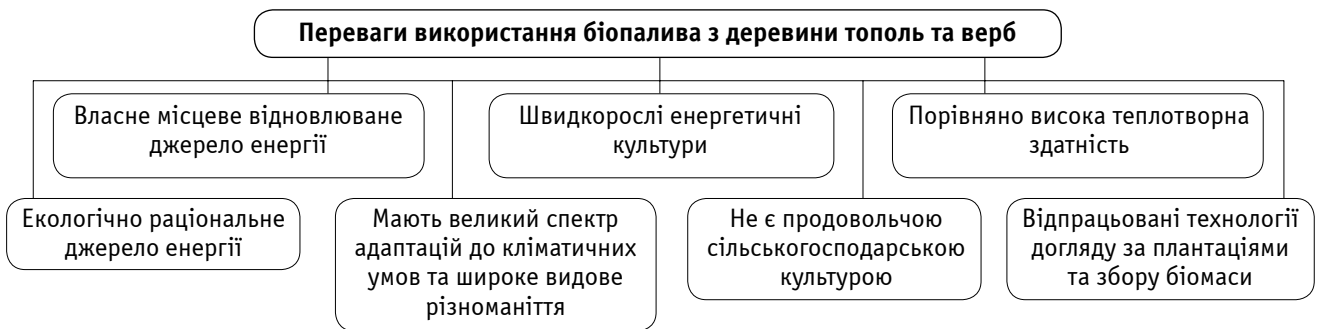 Переваги використання біопалива з деревини тополь та верб
Власне місцеве відновлюване
джерело енергії
Швидкорослі енергетичні
культури
Порівняно висока теплотворна
здатність
Екологічно раціональне
джерело енергії
Мають великий спектр
адаптацій до кліматичних
умов та широке видове
різноманіття
Не є продовольчою
сільськогосподарською
культурою
Відпрацьовані технології
догляду за плантаціями
та збору біомаси